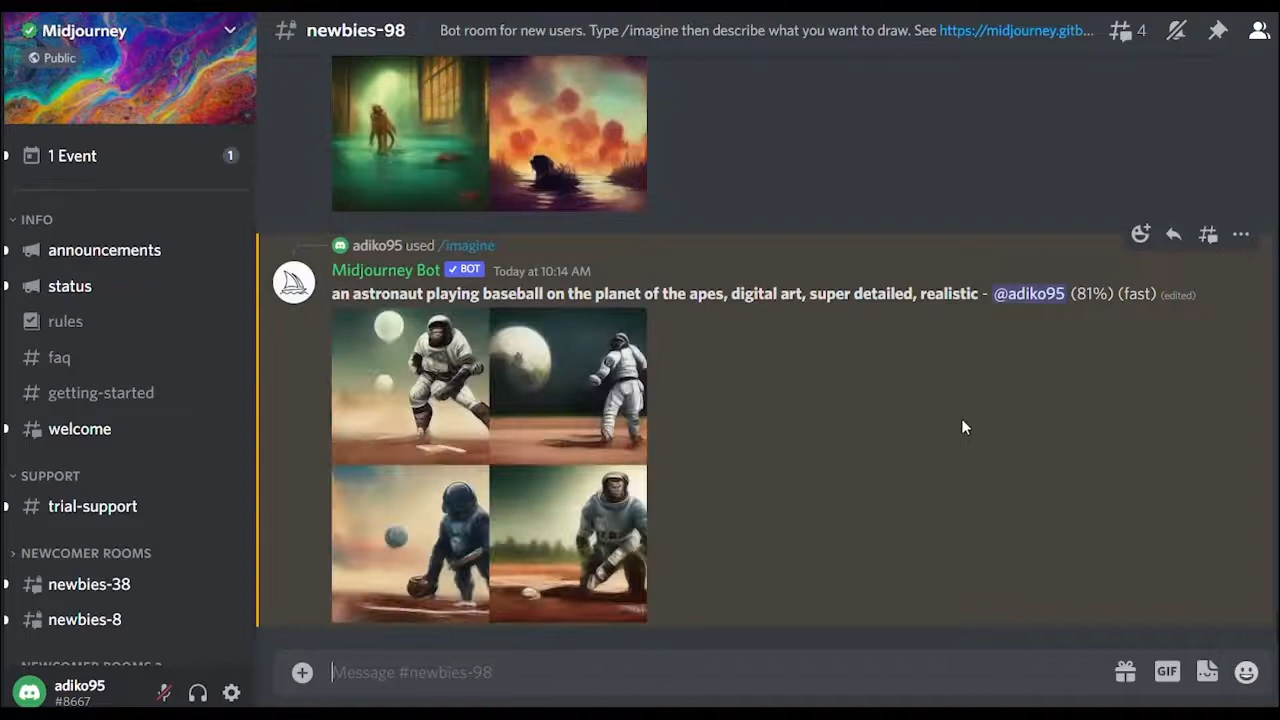 Midjourney
Public
1 Event
1
INFO
announcements
status
rules
faq
getting-started
welcome
SUPPORT
trial-support
NEWCOMER ROOMS
newbies-38
newbies-8
adiko95
#8667
newbies-98
Bot room for new users. Type /imagine then describe what you want to draw. See https://midjourney.gitb...
4
adiko95 used /imagine
Midjourney Bot BOT Today at 10:14 AM
an astronaut playing baseball on the planet of the apes, digital art, super detailed, realistic - @adiko95 (81%) (fast) (edited)
Message #newbies-98
GIF